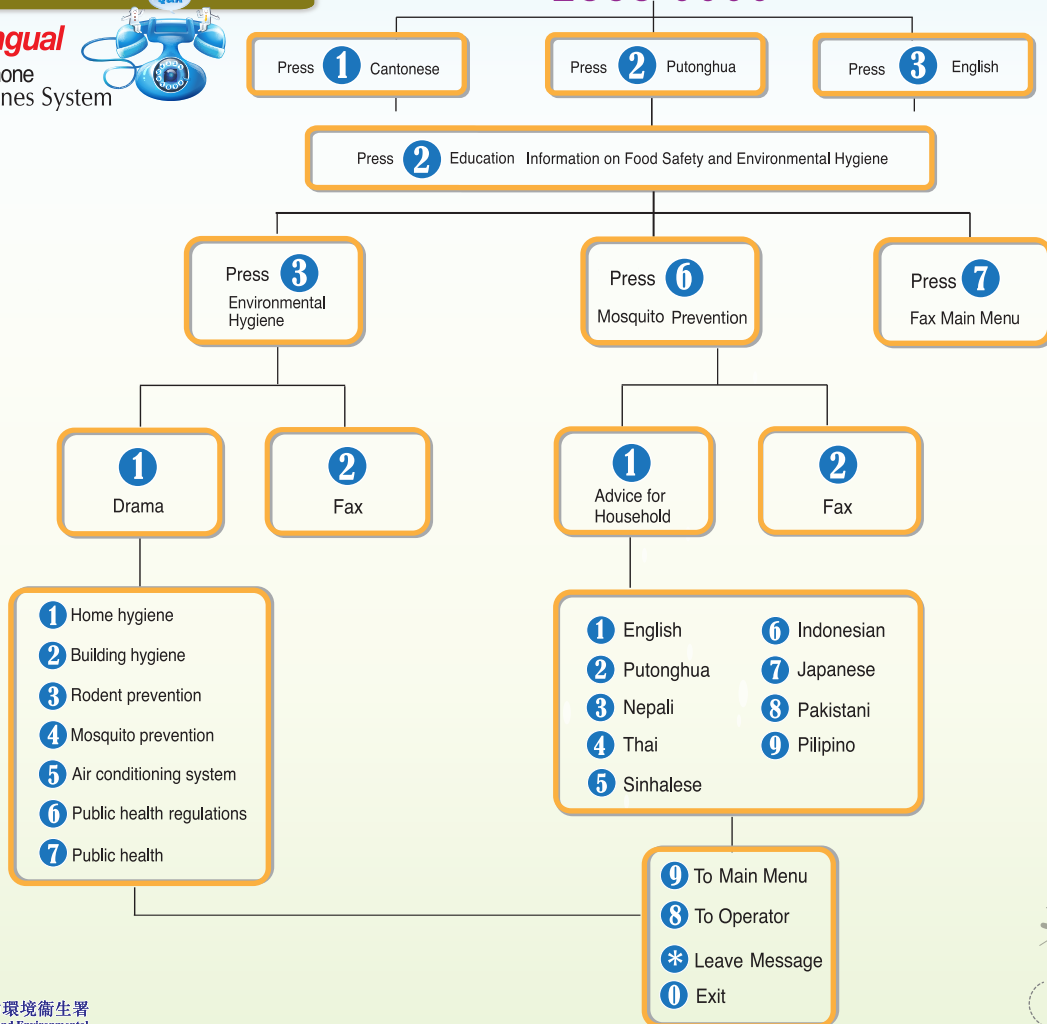 Press 1 Cantonese
Press 2 Putonghua
Press 3 English
System
Press 2 Education Information on Food Safety and Environmental Hygiene
Press 3
Environmental
Hygiene
Press 6
Mosquito Prevention
Press 7
Fax Main Menu
1
Drama
2
Fax
1
Advice for
Household
2
Fax
1 Home hygiene
2 Building hygiene
3 Rodent prevention
4 Mosquito prevention
5 Air conditioning system
6 Public health regulations
7 Public health
1 English
2 Putonghua
3 Nepali
4 Thai
5 Sinhalese
6 Indonesian
7 Japanese
8 Pakistani
9 Pilipino
9 To Main Menu
8 To Operator
* Leave Message
0 Exit
環境衞生署